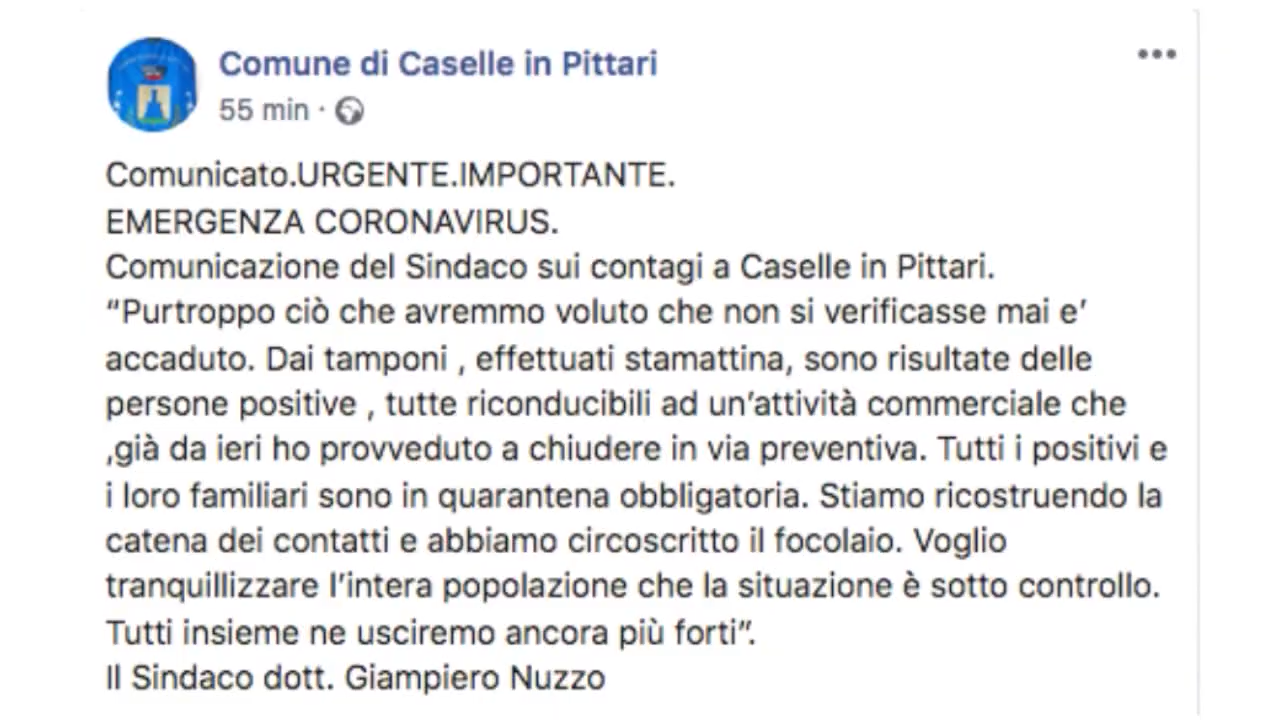 Comune di Caselle in Pittari
55 min ·
Comunicato.URGENTE.IMPORTANTE.
EMERGENZA CORONAVIRUS.
Comunicazione del Sindaco sui contagi a Caselle in Pittari.
“Purtroppo ciò che avremmo voluto che non si verificasse mai e’
accaduto. Dai tamponi , effettuati stamattina, sono risultate delle
persone positive , tutte riconducibili ad un’attività commerciale che
,già da ieri ho provveduto a chiudere in via preventiva. Tutti i positivi e
i loro familiari sono in quarantena obbligatoria. Stiamo ricostruendo la
catena dei contatti e abbiamo circoscritto il focolaio. Voglio
tranquillizzare l’intera popolazione che la situazione è sotto controllo.
Tutti insieme ne usciremo ancora più forti”.
Il Sindaco dott. Giampiero Nuzzo